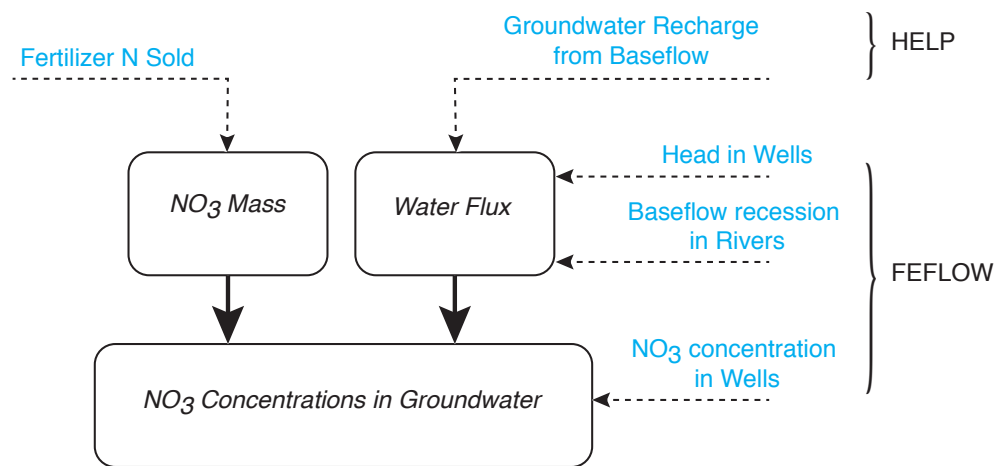 Groundwater Recharge
from Baseflow
HELP
Fertilizer N Sold
Head in Wells
NO3 Mass
Water Flux
Baseflow recession
in Rivers
FEFLOW
NO3 concentration
in Wells
NO3 Concentrations in Groundwater